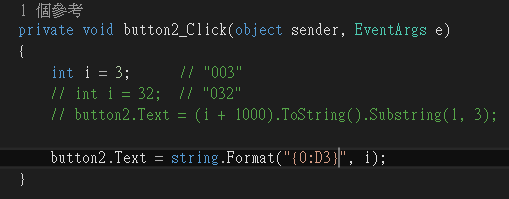 1 個參考
private void button2_Click(object sender, EventArgs e)
{
    int i = 3;      // "003"
    // int i = 32;  // "032"
    // button2.Text = (i + 1000).ToString().Substring(1, 3);
    button2.Text = string.Format("{0:D3}", i);
}